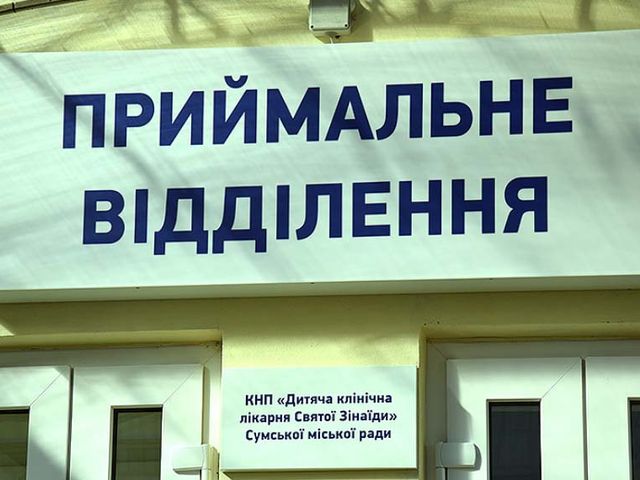 ПРИЙМАЛЬНЕ
ВІДДІЛЕННЯ
КНП «Дитяча клінічна
лікарня Святої Зінаїди»
Сумської міської ради